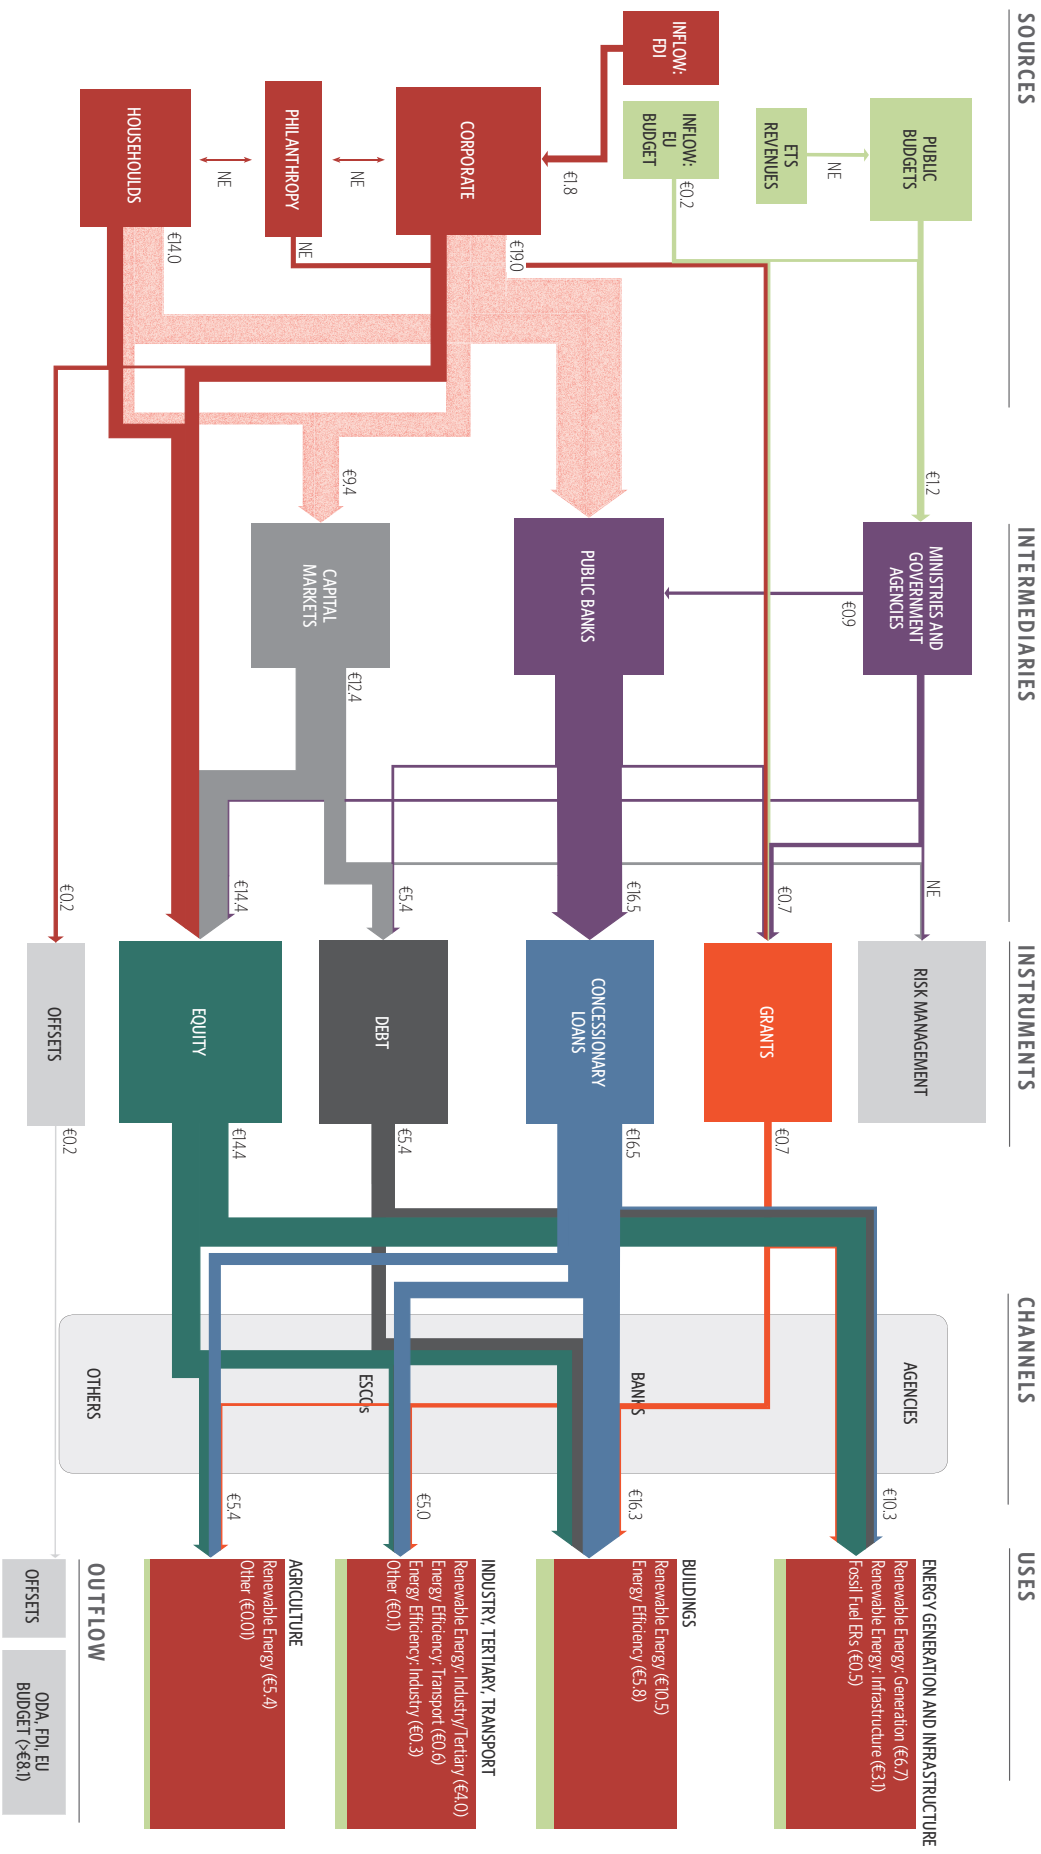 SOURCES
PUBLIC
BUDGETS
NE
ETS
REVENUES
INFLOW:
EU
BUDGET
€0.2
INFLOW:
FDI
€1.8
CORPORATE
€19.0
NE
PHILANTHROPY
NE
NE
HOUSEHOULDS
€14.0
€1.2
€9.4
INTERMEDIARIES
MINISTRIES AND
GOVERNMENT
AGENCIES
€0.9
PUBLIC BANKS
CAPITAL
MARKETS
€12.4
NE
€0.7
€16.5
€5.4
€14.4
€0.2
INSTRUMENTS
RISK MANAGEMENT
GRANTS
CONCESSIONARY
LOANS
DEBT
EQUITY
OFFSETS
€0.7
€16.5
€5.4
€14.4
€0.2
CHANNELS
AGENCIES
BANKS
ESCOs
OTHERS
€10.3
€16.3
€5.0
€5.4
USES
ENERGY GENERATION AND INFRASTRUCTURE
Renewable Energy: Generation (€6.7)
Renewable Energy: Infrastructure (€3.1)
Fossil Fuel ERs (€0.5)
BUILDINGS
Renewable Energy (€10.5)
Energy Efficiency (€5.8)
INDUSTRY, TERTIARY, TRANSPORT
Renewable Energy: Industry/Tertiary (€4.0)
Energy Efficiency: Transport (€0.6)
Energy Efficiency: Industry (€0.3)
Other (€0.1)
AGRICULTURE
Renewable Energy (€5.4)
Other (€0.01)
OUTFLOW
OFFSETS
ODA, FDI, EU
BUDGET (>€8.1)